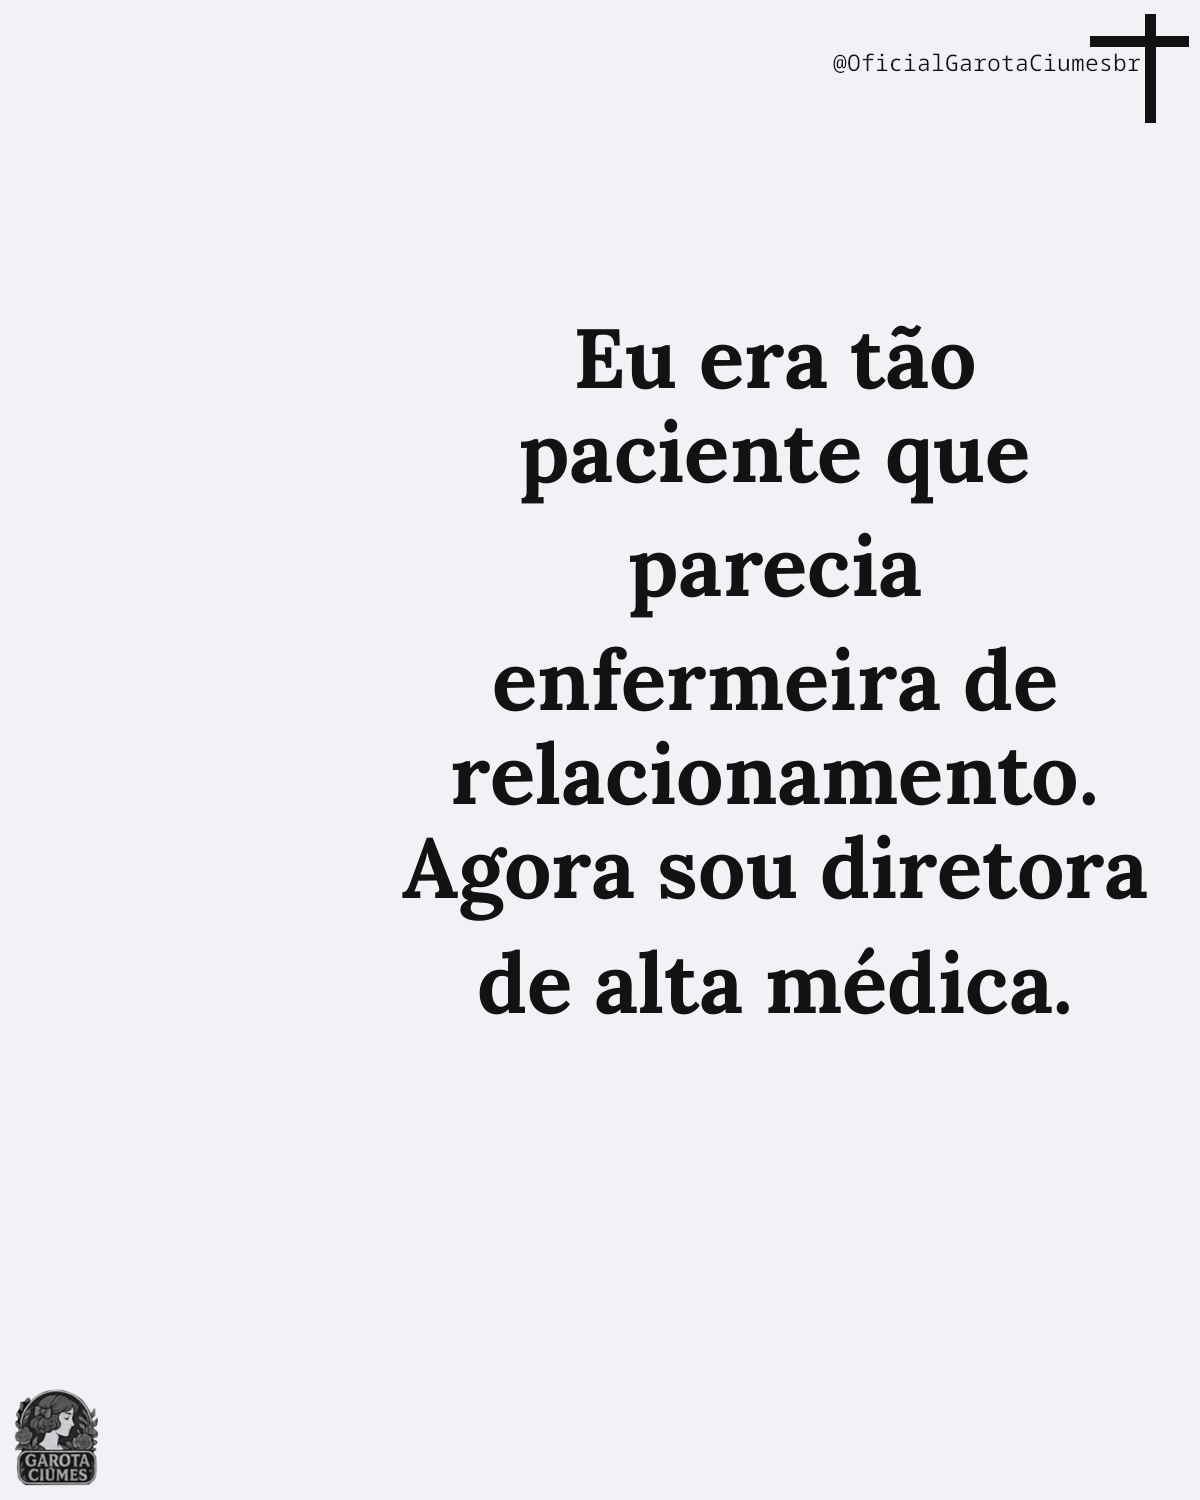 @OficialGarotaCiumesbr
Eu era tão
paciente que
parecia
enfermeira de
relacionamento.
Agora sou diretora
de alta médica.
GAROTA
CIÚMES